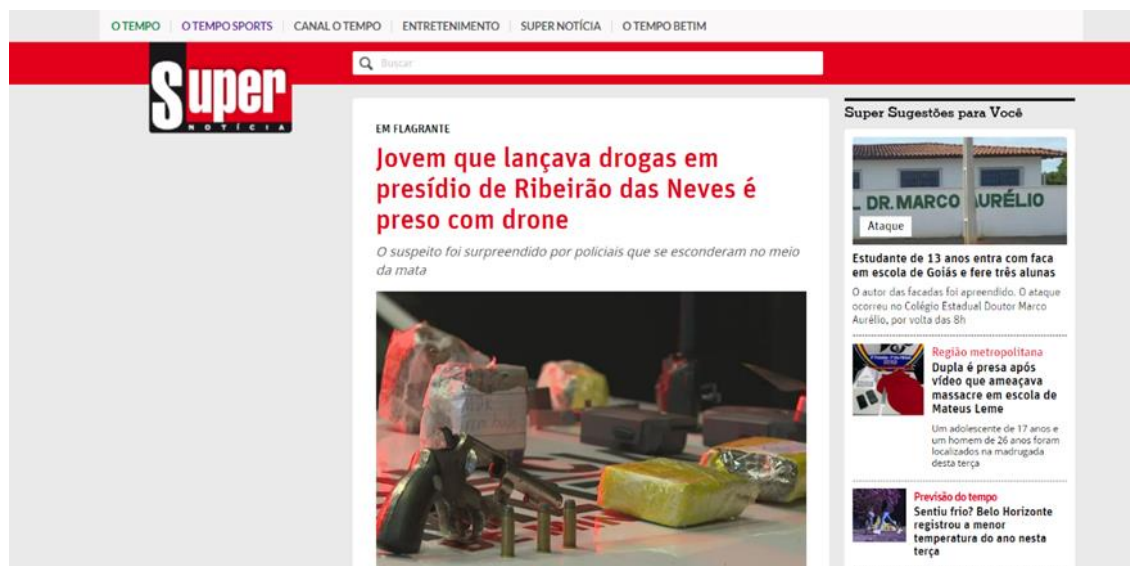 O TEMPO
O TEMPO SPORTS
CANAL O TEMPO
ENTRETENIMENTO
SUPER NOTÍCIA
O TEMPO BETIM
Super
NOTÍCIA
Buscar
EM FLAGRANTE
Jovem que lançava drogas em
presídio de Ribeirão das Neves é
preso com drone
O suspeito foi surpreendido por policiais que se esconderam no meio
da mata
Super Sugestões para Você
L DR. MARCO AURÉLIO
Ataque
Estudante de 13 anos entra com faca
em escola de Goiás e fere três alunas
O autor das facadas foi apreendido. O ataque
ocorreu no Colégio Estadual Doutor Marco
Aurélio, por volta das 8h
Região metropolitana
Dupla é presa após
vídeo que ameaçava
massacre em escola de
Mateus Leme
Um adolescente de 17 anos e
um homem de 26 anos foram
localizados na madrugada
desta terça
Previsão do tempo
Sentiu frio? Belo Horizonte
registrou a menor
temperatura do ano nesta
terça